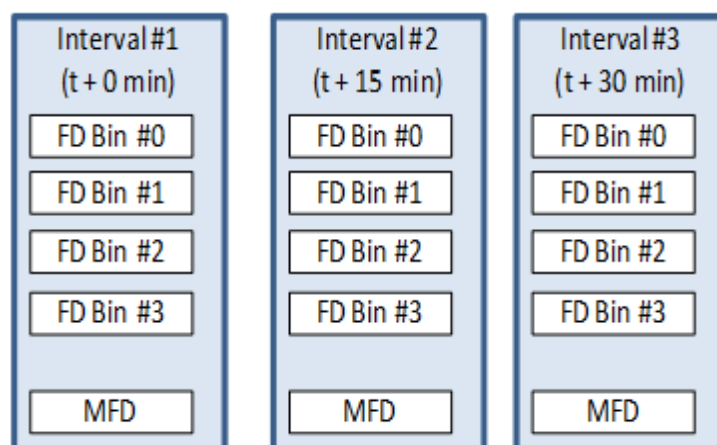 Interval #1
(t + 0 min)
FD Bin #0
FD Bin #1
FD Bin #2
FD Bin #3
MFD
Interval #2
(t + 15 min)
FD Bin #0
FD Bin #1
FD Bin #2
FD Bin #3
MFD
Interval #3
(t + 30 min)
FD Bin #0
FD Bin #1
FD Bin #2
FD Bin #3
MFD